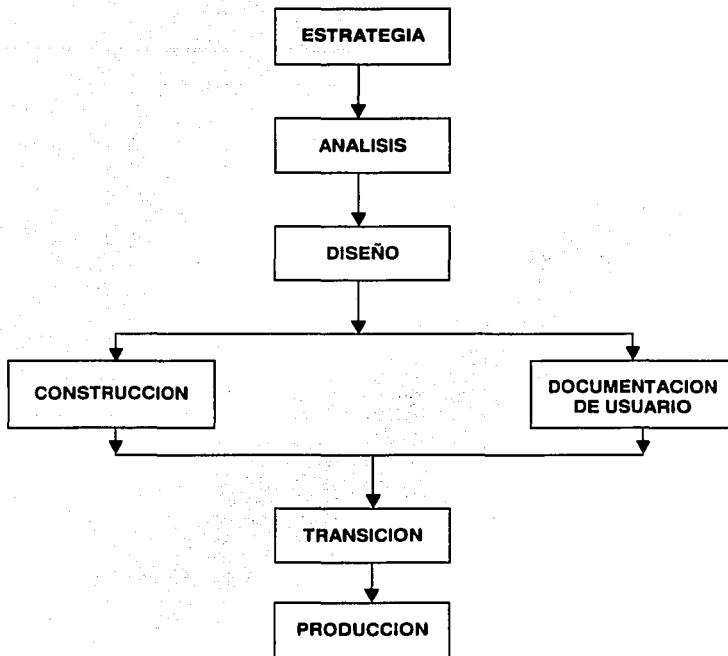 ESTRATEGIA
ANALISIS
DISEÑO
CONSTRUCCION
DOCUMENTACION
DE USUARIO
TRANSICION
PRODUCCION